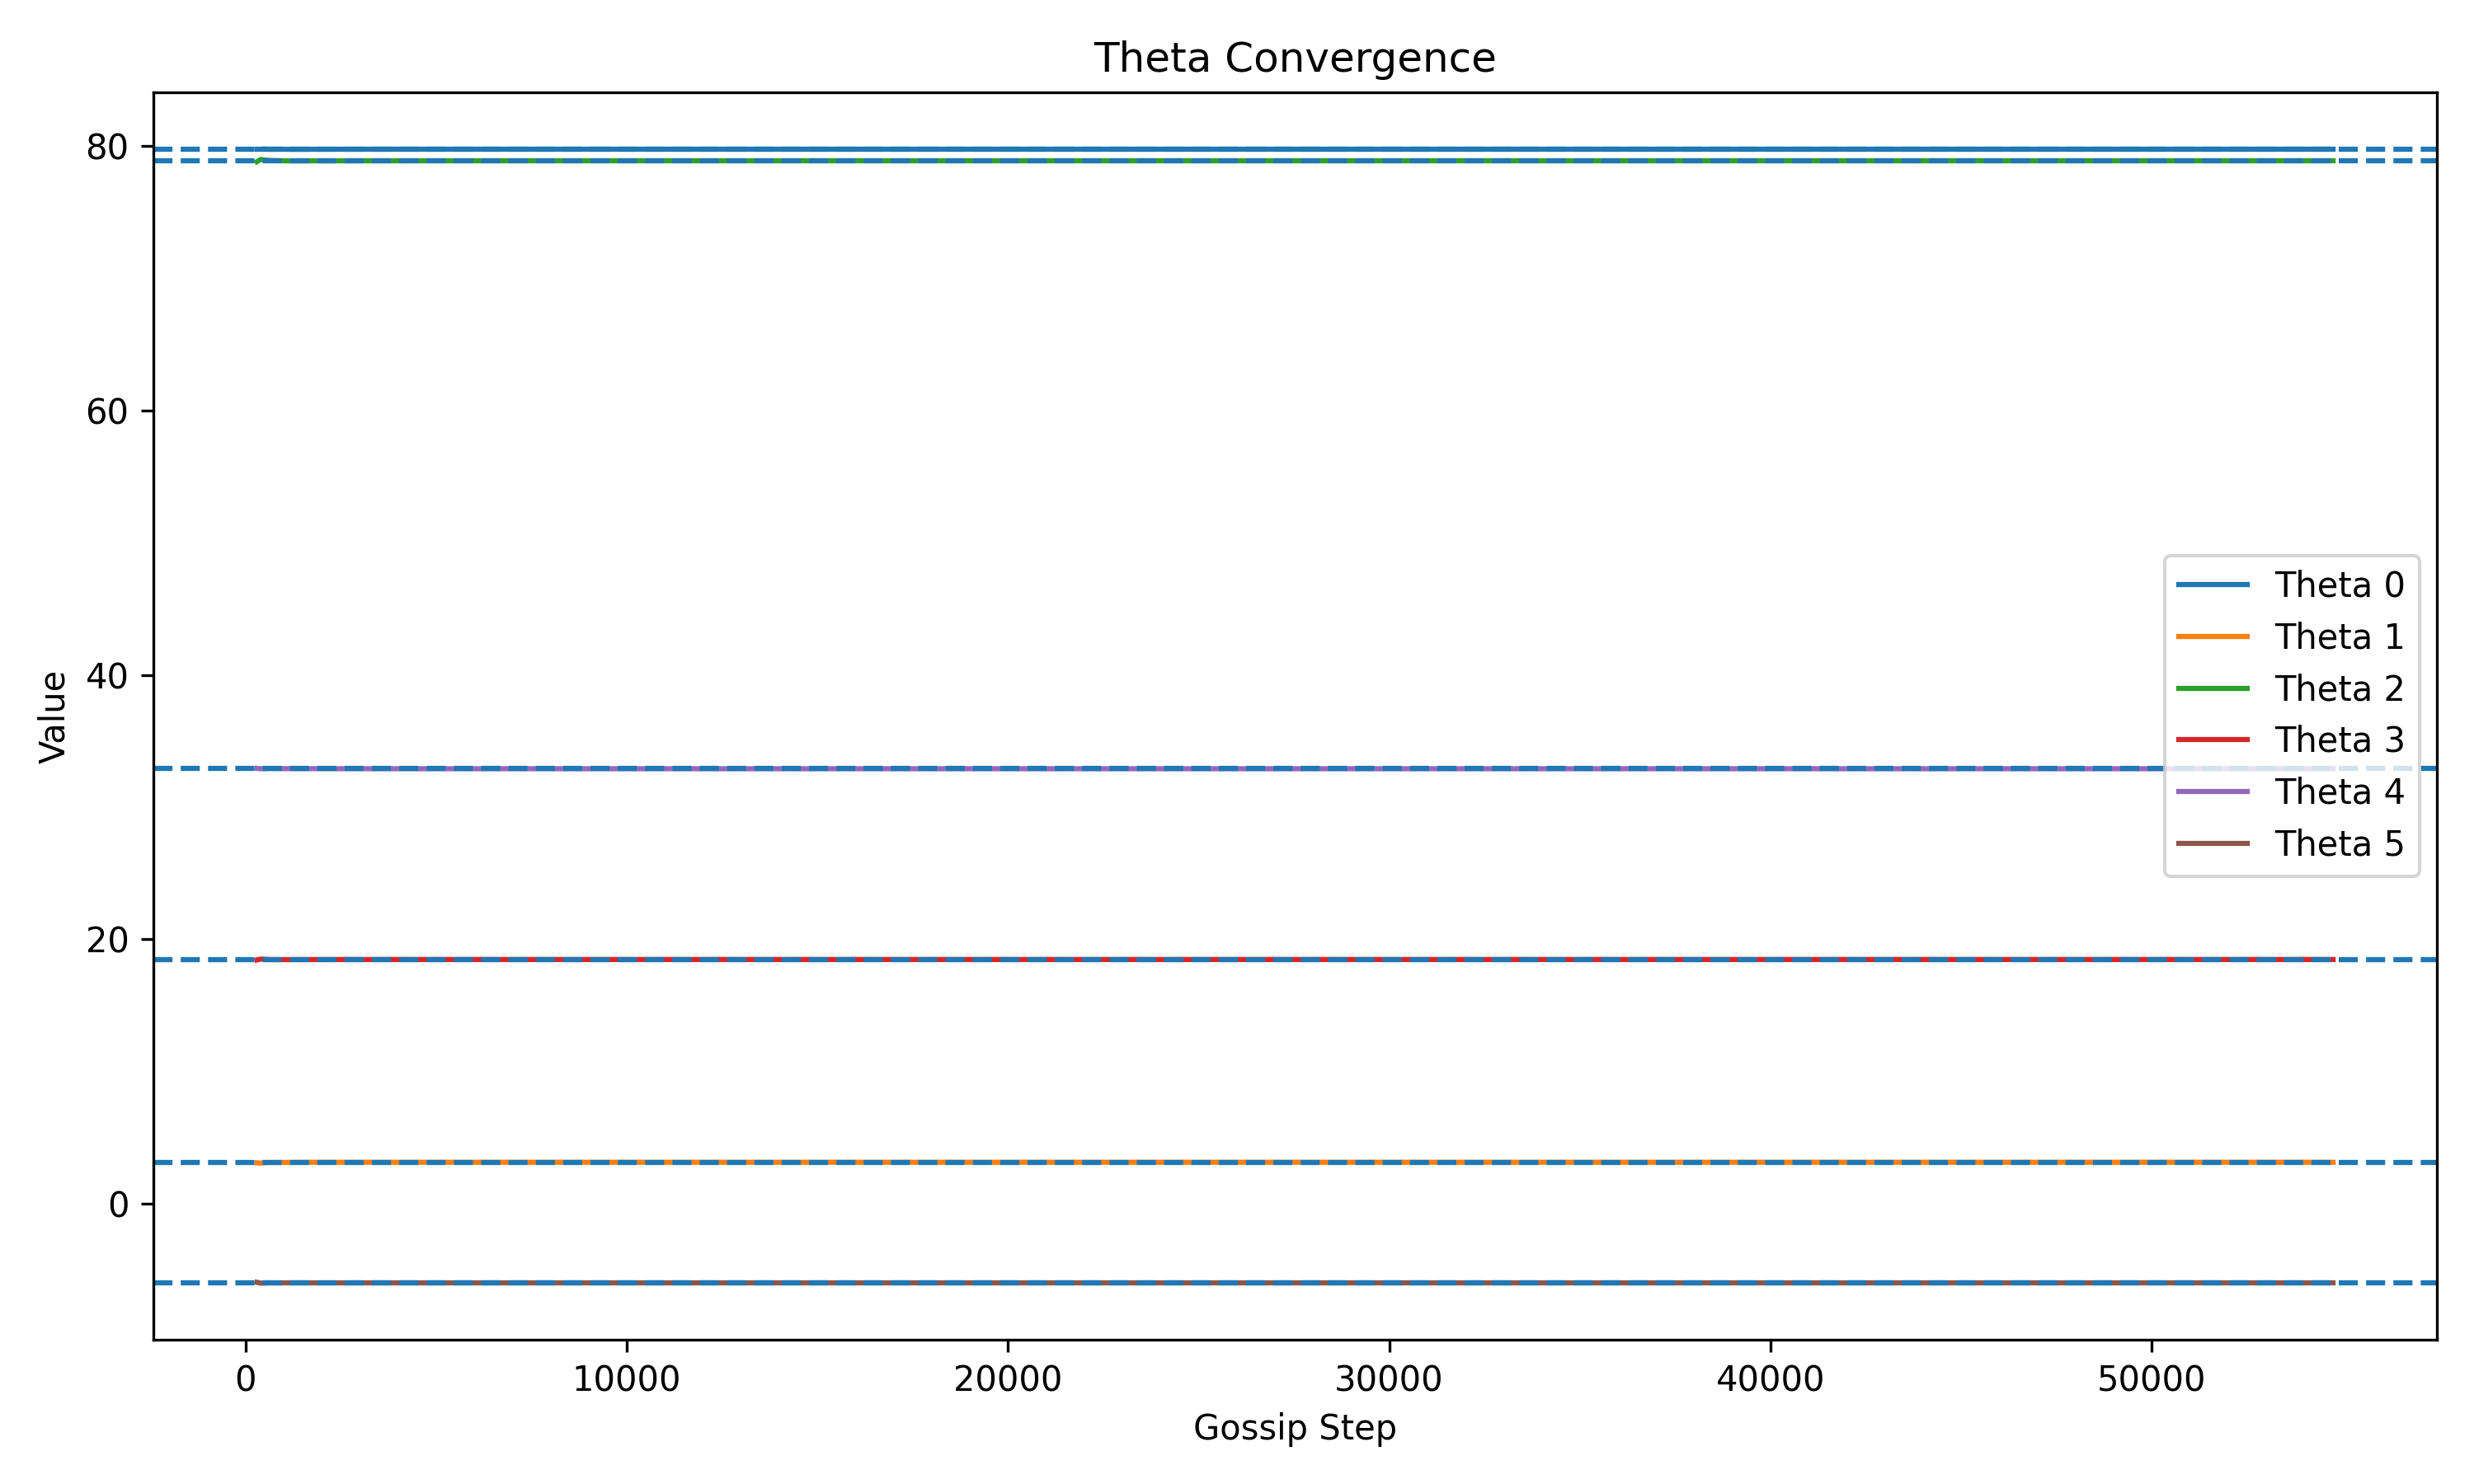 Theta Convergence
80
60
40
20
0
Value
Theta 0
Theta 1
Theta 2
Theta 3
Theta 4
Theta 5
0 10000 20000 30000 40000 50000
Gossip Step